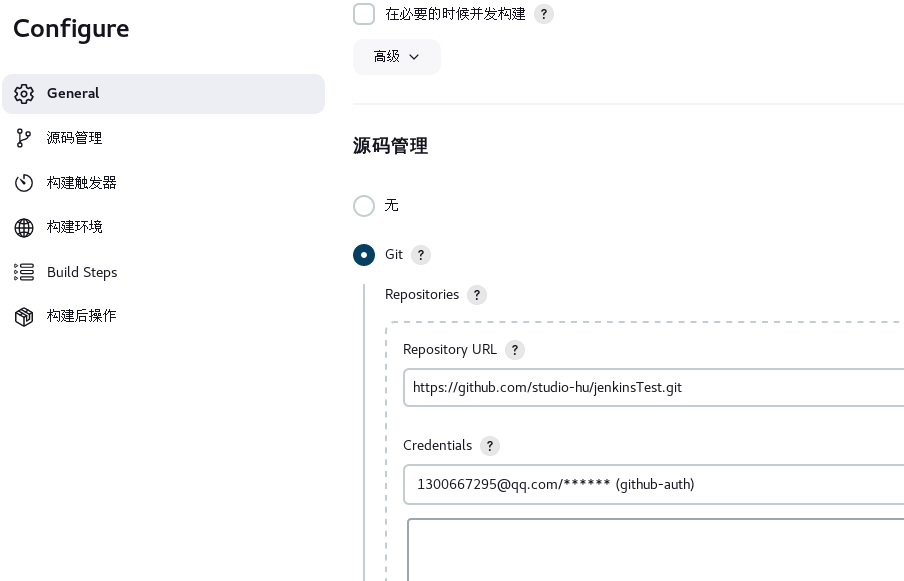 Configure
General
源码管理
构建触发器
构建环境
Build Steps
构建后操作
在必要的时候并发构建 ?
高级
源码管理
无
Git ?
Repositories ?
Repository URL ?
https://github.com/studio-hu/jenkinsTest.git
Credentials ?
1300667295@qq.com/****** (github-auth)